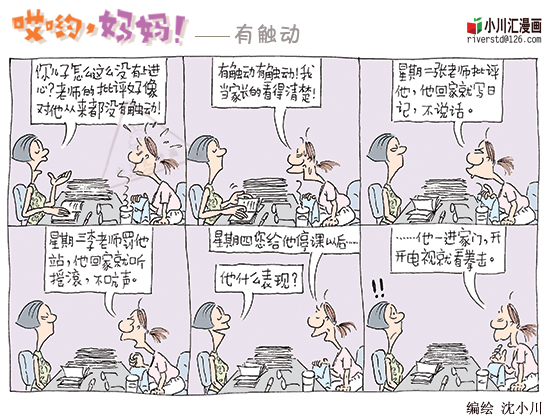 哎哟，妈妈！——有触动
小川汇漫画
riverstd@126.com
你儿子怎么这么没有上进
心？老师的批评好像
对他从来都没有触动！
有触动有触动！我
当家长的看得清楚！
星期二张老师批评
他，他回家就写日
记，不说话。
星期三李老师罚他
站，他回家就听
摇滚，不吭声。
星期四您给他停课以后……
他什么表现？
……他一进家门，开
开电视就看拳击。
!!
编绘 沈小川